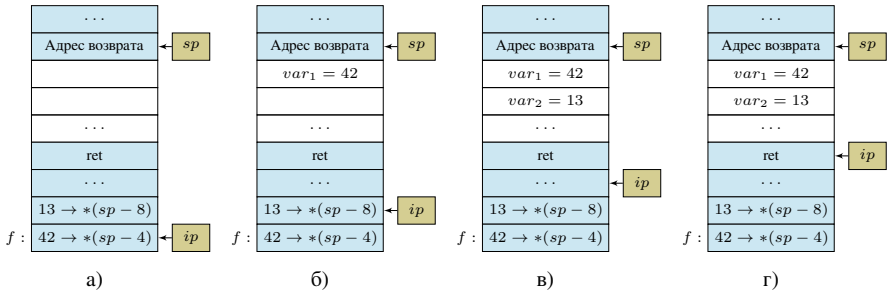 ... ... ... ...
Адрес возврата sp Адрес возврата sp Адрес возврата sp Адрес возврата sp
var₁ = 42 var₁ = 42 var₁ = 42
var₂ = 13 var₂ = 13
... ... ... ...
ret ret ret ret ip
... ... ... ip ...
13 → *(sp − 8) 13 → *(sp − 8) ip 13 → *(sp − 8) 13 → *(sp − 8)
f : 42 → *(sp − 4) ip f : 42 → *(sp − 4) f : 42 → *(sp − 4) f : 42 → *(sp − 4)
а) б) в) г)